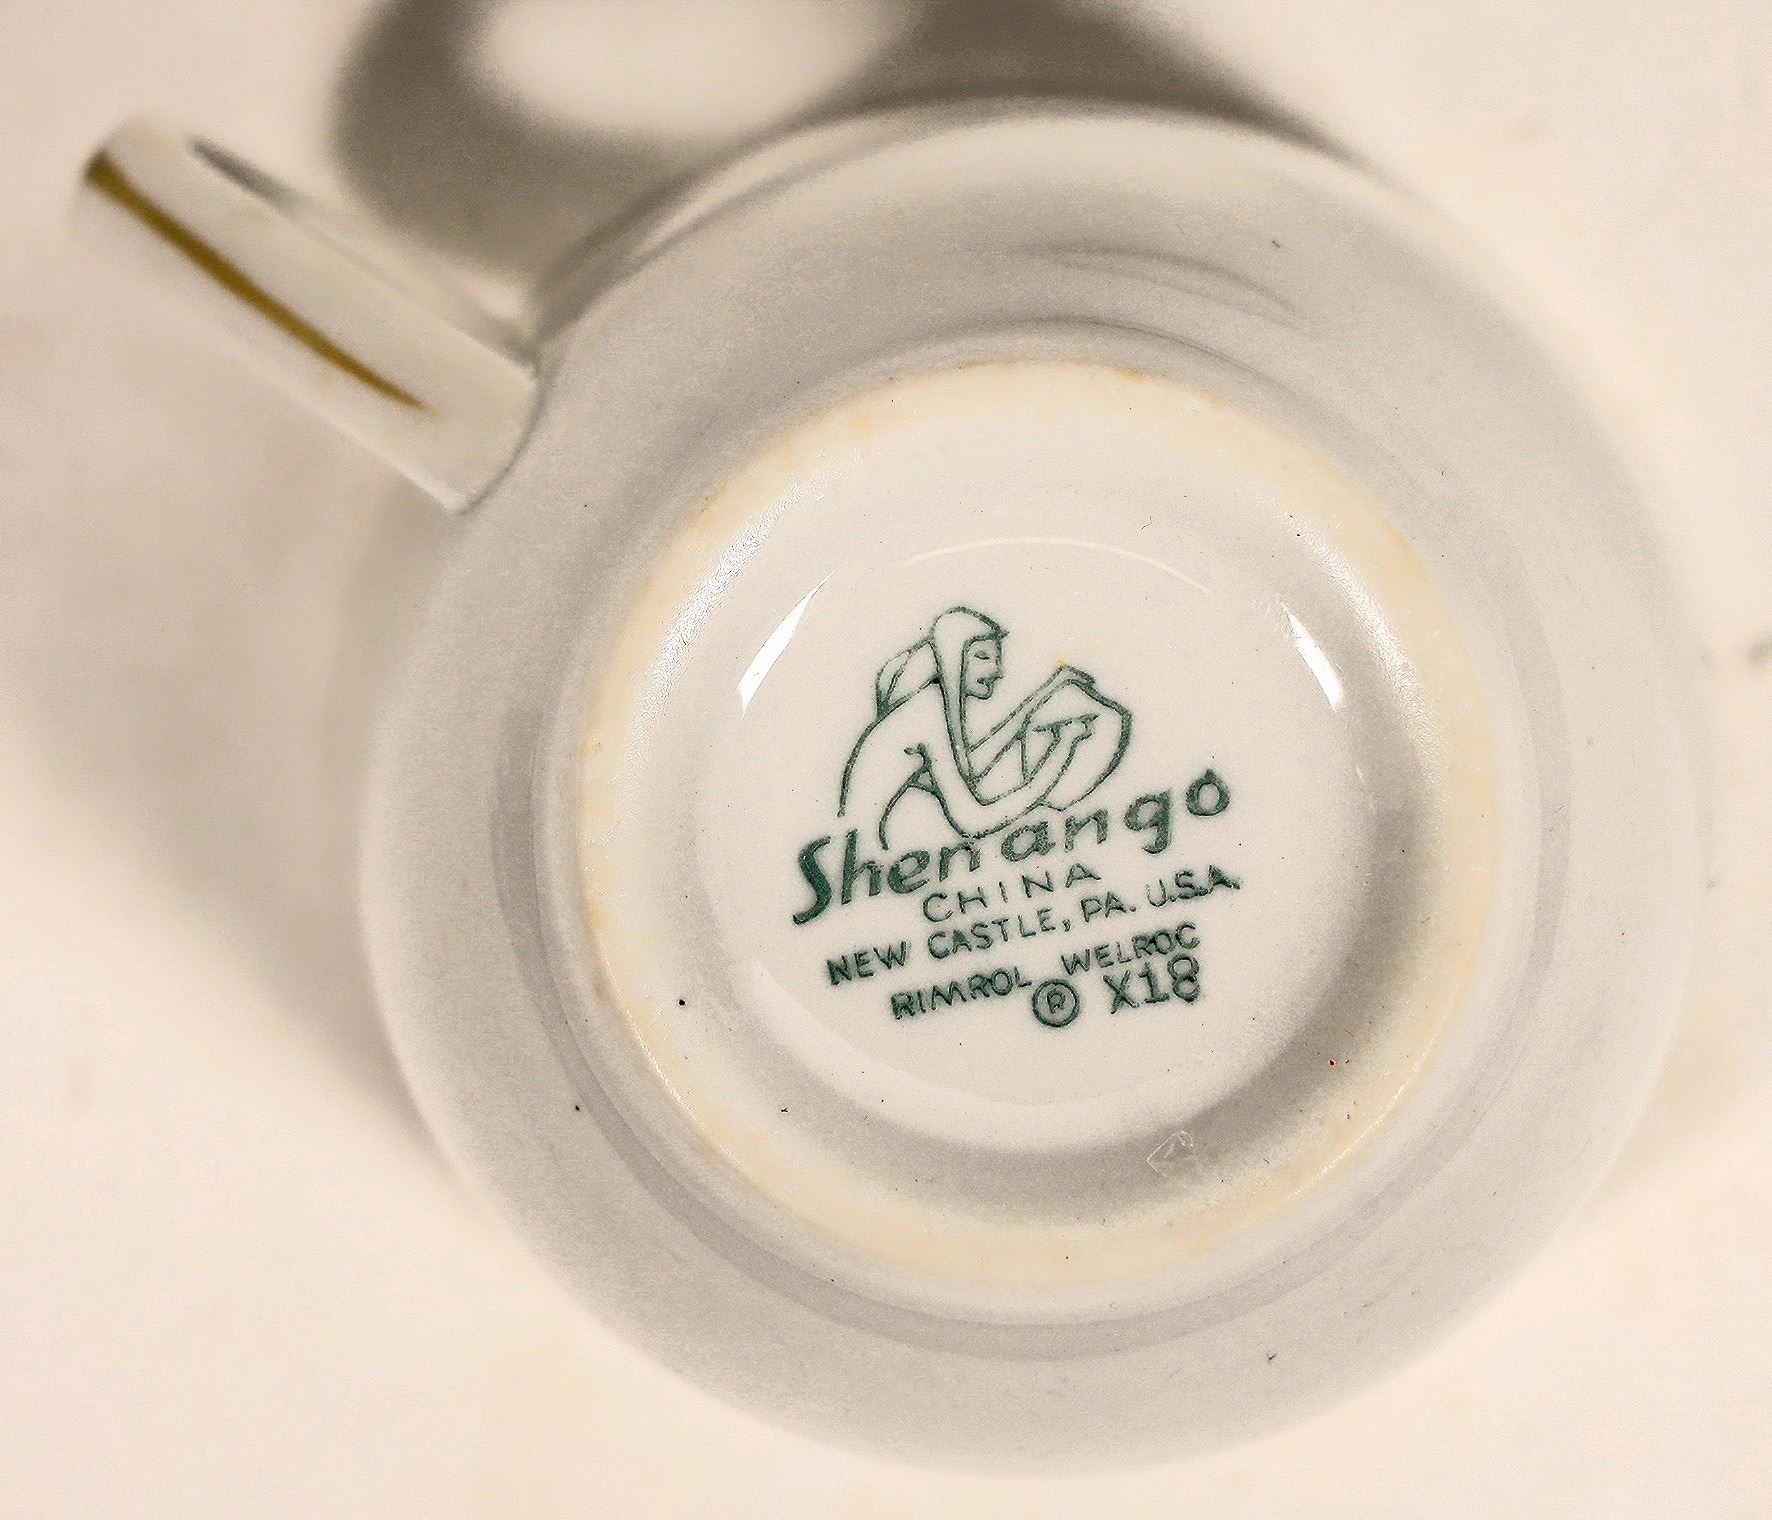 Shenango
CHINA
NEW CASTLE, PA. U.S.A.
RIMROL WELROC
® X18